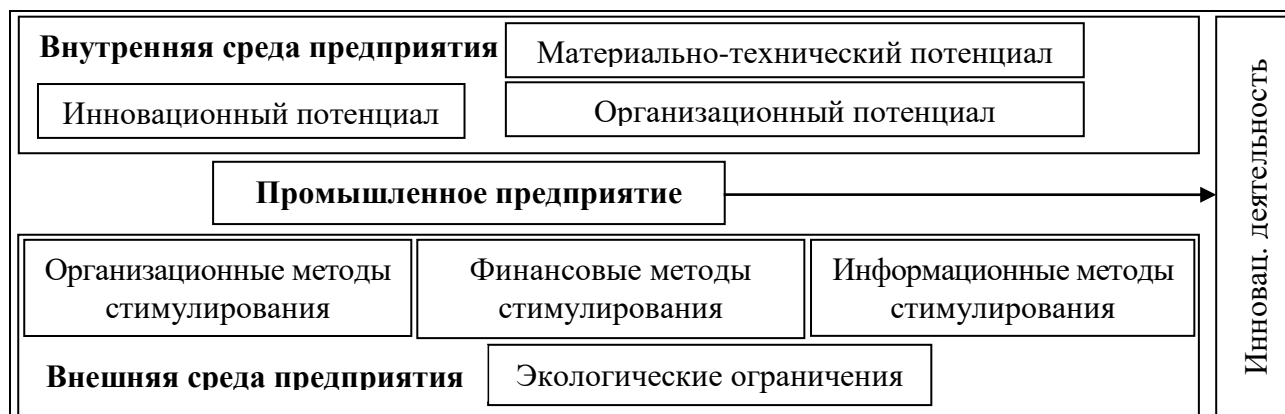 Внутренняя среда предприятия
Материально-технический потенциал
Инновационный потенциал
Организационный потенциал
Промышленное предприятие
Организационные методы
стимулирования
Финансовые методы
стимулирования
Информационные методы
стимулирования
Внешняя среда предприятия
Экологические ограничения
Инновац. деятельность